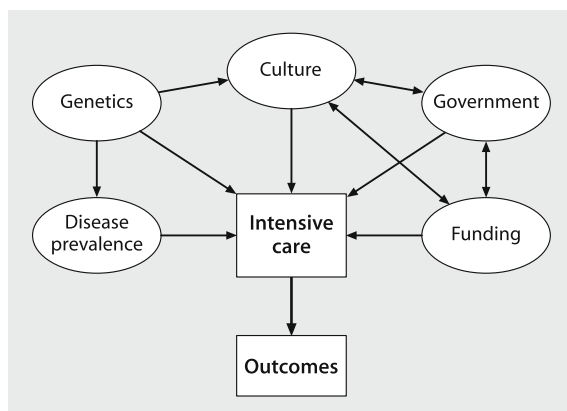 Culture
Genetics
Government
Disease
prevalence
Intensive
care
Funding
Outcomes